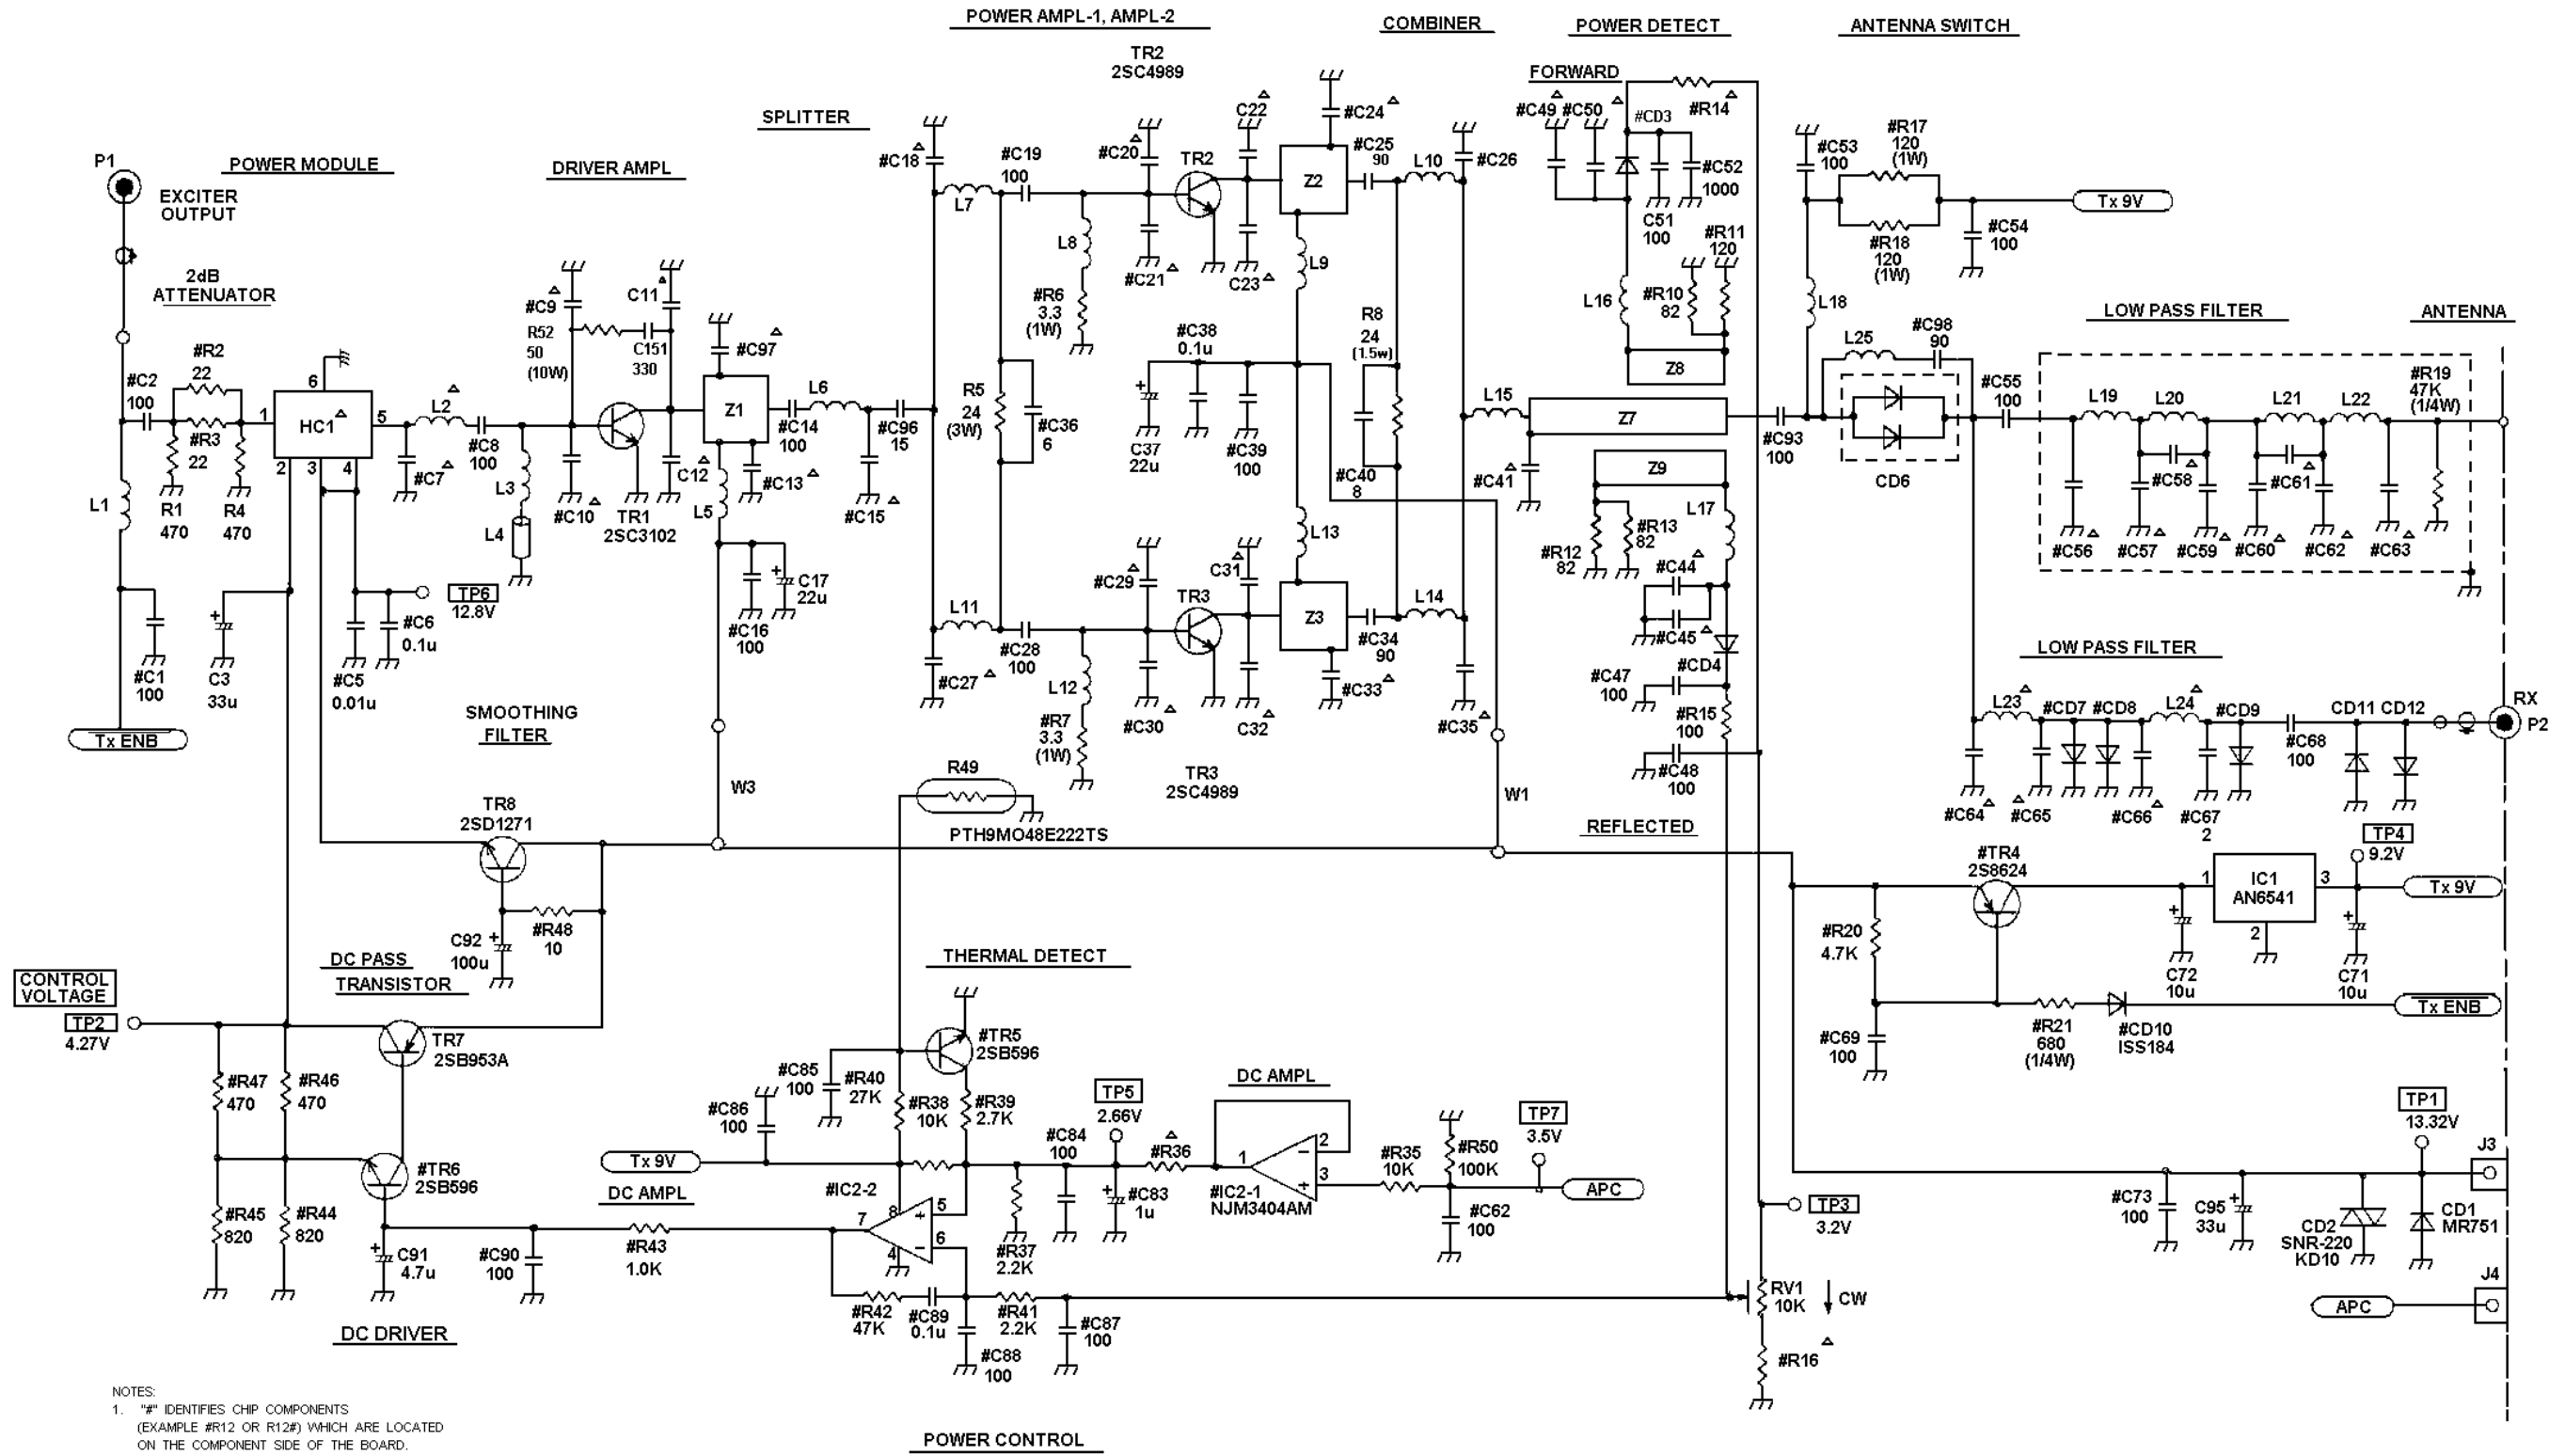 POWER AMPL-1, AMPL-2
COMBINER
POWER DETECT
ANTENNA SWITCH
TR2
2SC4989
FORWARD
SPLITTER
POWER MODULE
DRIVER AMPL
P1
EXCITER
OUTPUT
2dB
ATTENUATOR
#C2
100
#R2
22
#R3
22
R1
470
R4
470
L1
#C1
100
Tx ENB
6
HC1 △
1
5
2
3
4
C3
33u
#C5
0.01u
#C6
0.1u
TP6
12.8V
#C7 △
L2 △
#C8
100
L3
L4
#C9 △
R52
50
(10W)
C151
330
C11 △
#C10 △
TR1
2SC3102
C12 △
#C97 △
Z1
#C13 △
L5
#C14
100
L6
#C96
15
#C15 △
#C16
100
C17
22u
#C18 △
L7
#C19
100
L8
#R6
3.3
(1W)
#C20 △
#C21 △
TR2
C22 △
C23 △
Z2
#C24 △
#C25
90
L10
#C26
L9
R5
24
(3W)
#C36
6
#C38
0.1u
C37
22u
#C39
100
R8
24
(1.5w)
#C40
8
L11
#C27 △
#C28
100
L12
#R7
3.3
(1W)
#C29 △
#C30 △
TR3
C31 △
C32 △
L13
Z3
#C33 △
#C34
90
L14
#C35 △
TR3
2SC4989
#C49 △
#C50 △
#CD3
#R14 △
#C52
1000
C51
100
#R11
120
#R10
82
L16
Z8
L15
Z7
#C41 △
Z9
L17
#R12
82
#R13
82
#C44 △
#C45 △
#CD4
#C47
100
#R15
100
#C48
100
REFLECTED
#C93
100
#C53
100
#R17
120
(1W)
#R18
120
(1W)
#C54
100
Tx 9V
L18
L25
#C98
90
CD6
#C55
100
LOW PASS FILTER
ANTENNA
L19
L20
L21
L22
#R19
47K
(1/4W)
#C58 △
#C61 △
#C56
#C57 △
#C59 △
#C60 △
#C62 △
#C63 △
LOW PASS FILTER
L23 △
#CD7
#CD8
L24 △
#CD9
#C68
100
CD11
CD12
RX
P2
#C64 △
#C65 △
#C66 △
#C67
2
SMOOTHING
FILTER
TR8
2SD1271
W3
R49
PTH9MO48E222TS
W1
C92
100u
#R48
10
DC PASS
TRANSISTOR
CONTROL
VOLTAGE
TP2
4.27V
TR7
2SB953A
#R47
470
#R46
470
#TR6
2SB596
#R45
820
#R44
820
C91
4.7u
#C90
100
#R43
1.0K
DC DRIVER
THERMAL DETECT
#TR5
2SB596
#C85
100
#R40
27K
#R38
10K
#R39
2.7K
#C86
100
Tx 9V
DC AMPL
#IC2-2
7
8
5
6
4
+
−
#R42
47K
#C89
0.1u
#R41
2.2K
#C88
100
#C87
100
#R37
2.2K
#C84
100
TP5
2.66V
#C83
1u
△
#R36
DC AMPL
1
2
3
−
+
#IC2-1
NJM3404AM
#R35
10K
#R50
100K
#C62
100
TP7
3.5V
APC
TP3
3.2V
RV1
10K
CW
#R16 △
#TR4
2S8624
1
IC1
AN6541
3
2
TP4
9.2V
Tx 9V
#R20
4.7K
C72
10u
C71
10u
Tx ENB
#C69
100
#R21
680
(1/4W)
#CD10
ISS184
TP1
13.32V
J3
#C73
100
C95
33u
CD2
SNR-220
KD10
CD1
MR751
J4
APC
NOTES:
1. "#" IDENTIFIES CHIP COMPONENTS
(EXAMPLE #R12 OR R12#) WHICH ARE LOCATED
ON THE COMPONENT SIDE OF THE BOARD.
POWER CONTROL